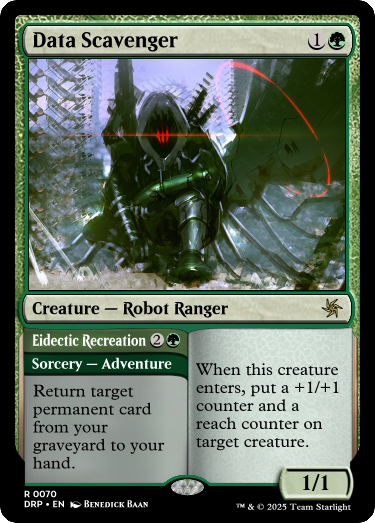 Data Scavenger 1
Creature — Robot Ranger
Eidectic Recreation 2
Sorcery — Adventure
Return target
permanent card
from your
graveyard to your
hand.
When this creature
enters, put a +1/+1
counter and a
reach counter on
target creature.
1/1
R 0070
DRP • EN Benedick Baan
™ & © 2025 Team Starlight